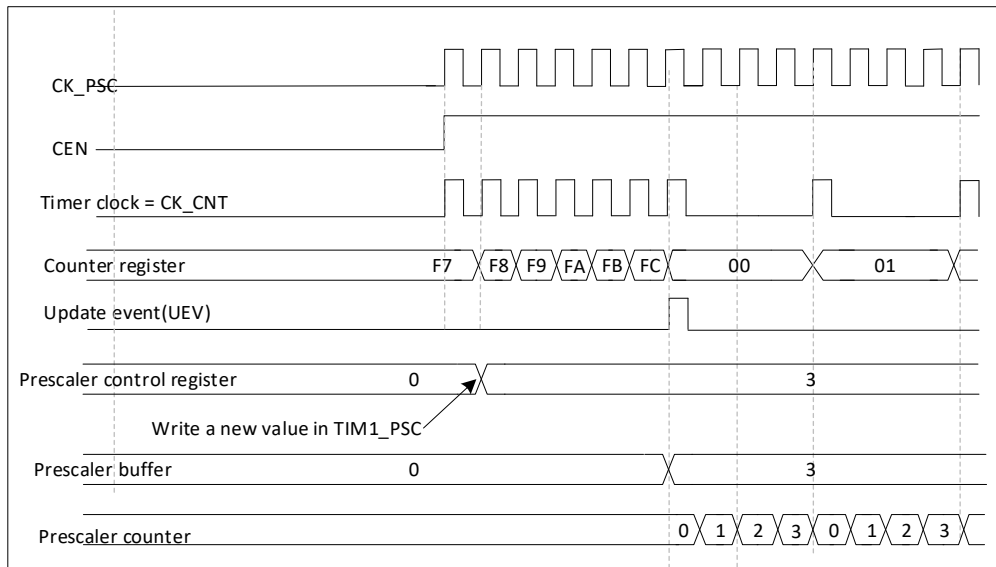 CK_PSC
CEN
Timer clock = CK_CNT
Counter register F7 F8 F9 FA FB FC 00 01
Update event(UEV)
Prescaler control register 0 3
Write a new value in TIM1_PSC
Prescaler buffer 0 3
Prescaler counter 0 1 2 3 0 1 2 3